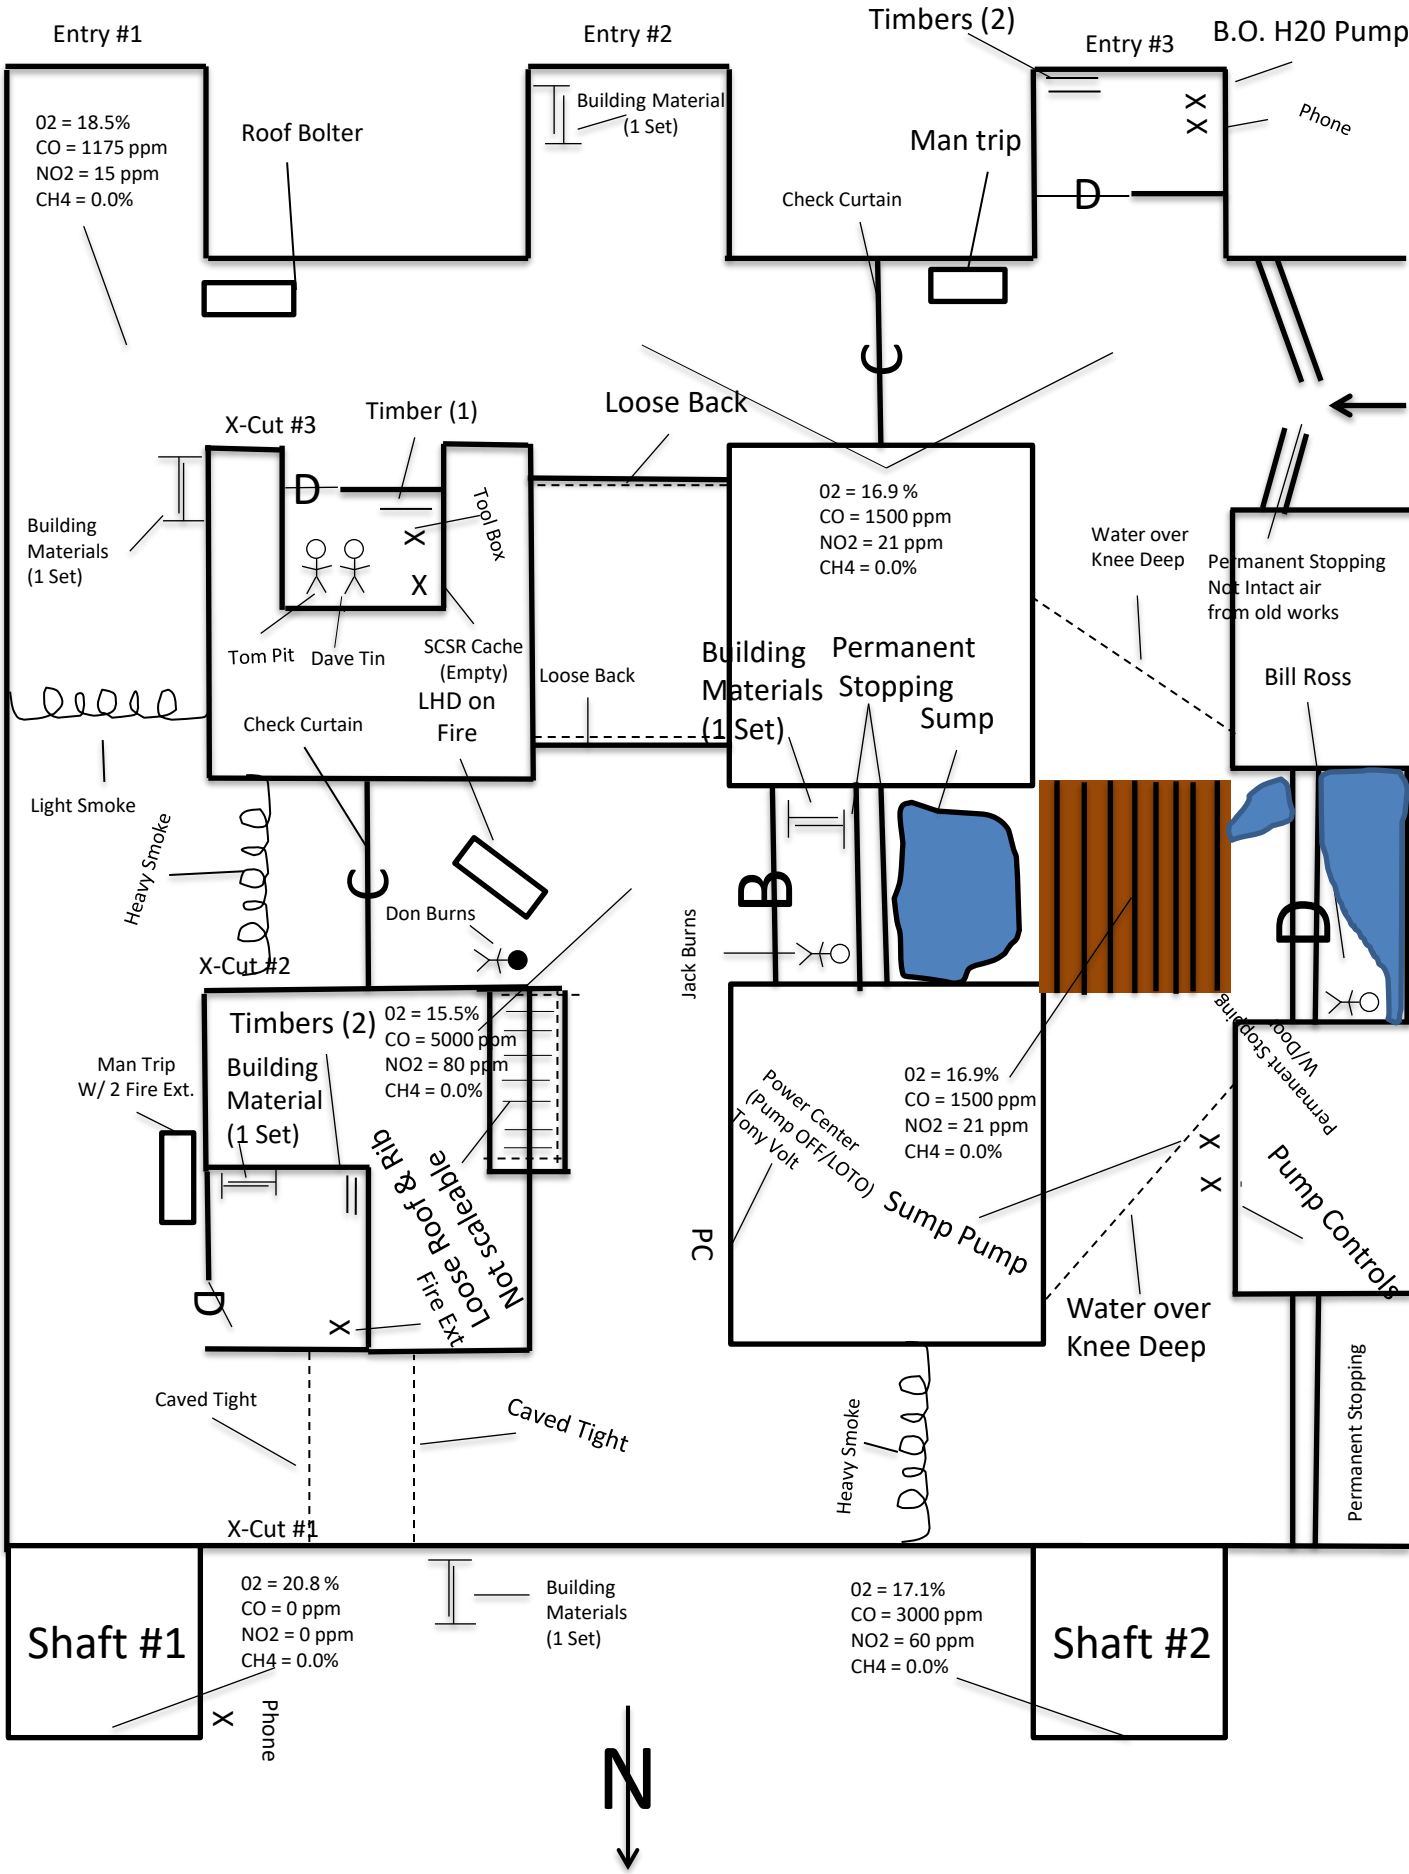 Entry #1
Entry #2
Timbers (2)
Entry #3
B.O. H20 Pump
02 = 18.5%
CO = 1175 ppm
NO2 = 15 ppm
CH4 = 0.0%
Roof Bolter
Building Material
(1 Set)
Man trip
X
X
Phone
Check Curtain
D
C
Loose Back
X-Cut #3
Timber (1)
D
Tool Box
X
X
Building
Materials
(1 Set)
02 = 16.9 %
CO = 1500 ppm
NO2 = 21 ppm
CH4 = 0.0%
Water over
Knee Deep
Permanent Stopping
Not Intact air
from old works
Tom Pit
Dave Tin
SCSR Cache
(Empty)
LHD on
Fire
Loose Back
Building
Materials
(1 Set)
Permanent
Stopping
Sump
Bill Ross
Check Curtain
Light Smoke
Heavy Smoke
C
B
D
Don Burns
Jack Burns
X-Cut #2
Timbers (2)
02 = 15.5%
CO = 5000 ppm
NO2 = 80 ppm
CH4 = 0.0%
Man Trip
W/ 2 Fire Ext.
Building
Material
(1 Set)
Loose Roof & Rib
Not scaleable
Fire Ext
X
D
Power Center
(Pump OFF/LOTO)
Tony Volt
PC
02 = 16.9%
CO = 1500 ppm
NO2 = 21 ppm
CH4 = 0.0%
Sump Pump
Permanent Stopping
W/Door
X
X
Pump Controls
Water over
Knee Deep
Caved Tight
Caved Tight
Heavy Smoke
Permanent Stopping
X-Cut #1
Shaft #1
02 = 20.8 %
CO = 0 ppm
NO2 = 0 ppm
CH4 = 0.0%
Building
Materials
(1 Set)
02 = 17.1%
CO = 3000 ppm
NO2 = 60 ppm
CH4 = 0.0%
Shaft #2
X
Phone
N